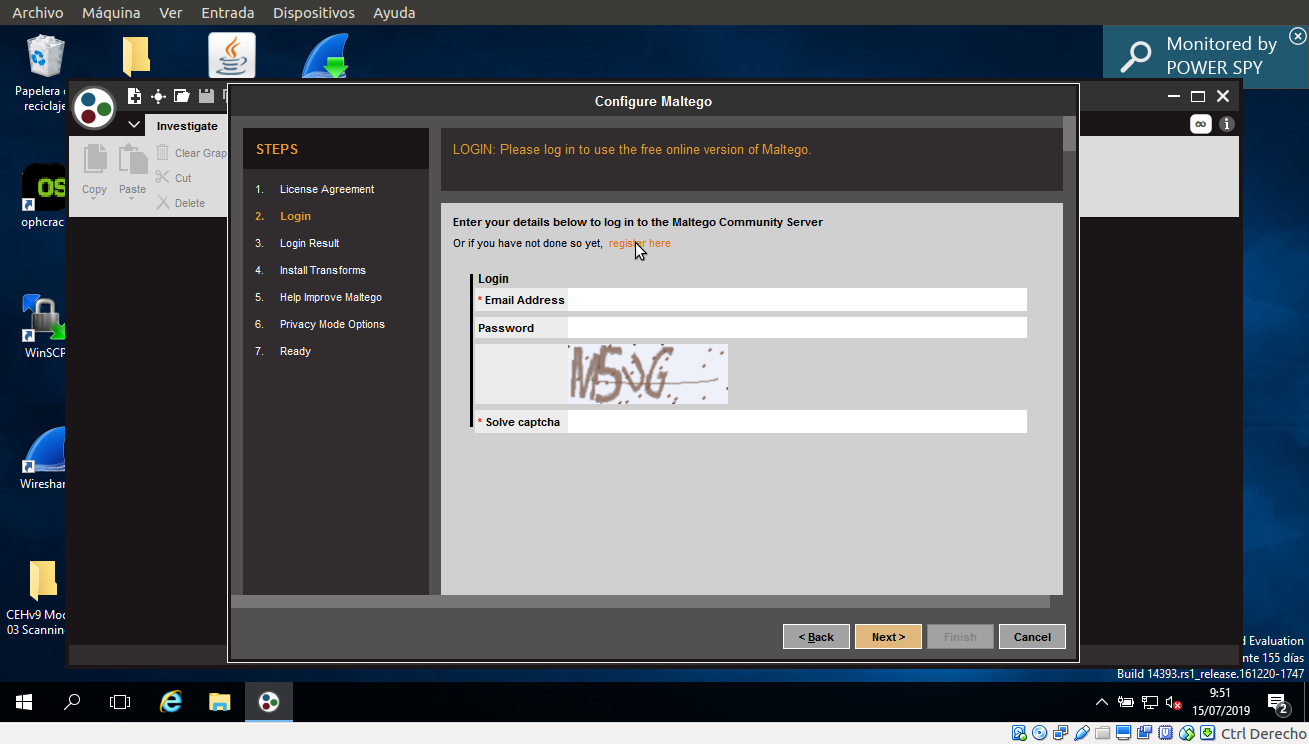 Archivo Máquina Ver Entrada Dispositivos Ayuda
Monitored by
POWER SPY
Papelera
reciclaje
Configure Maltego
Investigate
Copy
Paste
Clear Grap
Cut
Delete
STEPS
1. License Agreement
2. Login
3. Login Result
4. Install Transforms
5. Help Improve Maltego
6. Privacy Mode Options
7. Ready
LOGIN: Please log in to use the free online version of Maltego.
Enter your details below to log in to the Maltego Community Server
Or if you have not done so yet, register here
Login
* Email Address
Password
* Solve captcha
OS
ophcrac
WinSCP
Wireshar
CEHv9 Mod
03 Scannin
< Back
Next >
Finish
Cancel
d Evaluation
nte 155 días
Build 14393.rs1_release.161220-1747
9:51
15/07/2019
2
Ctrl Derecho